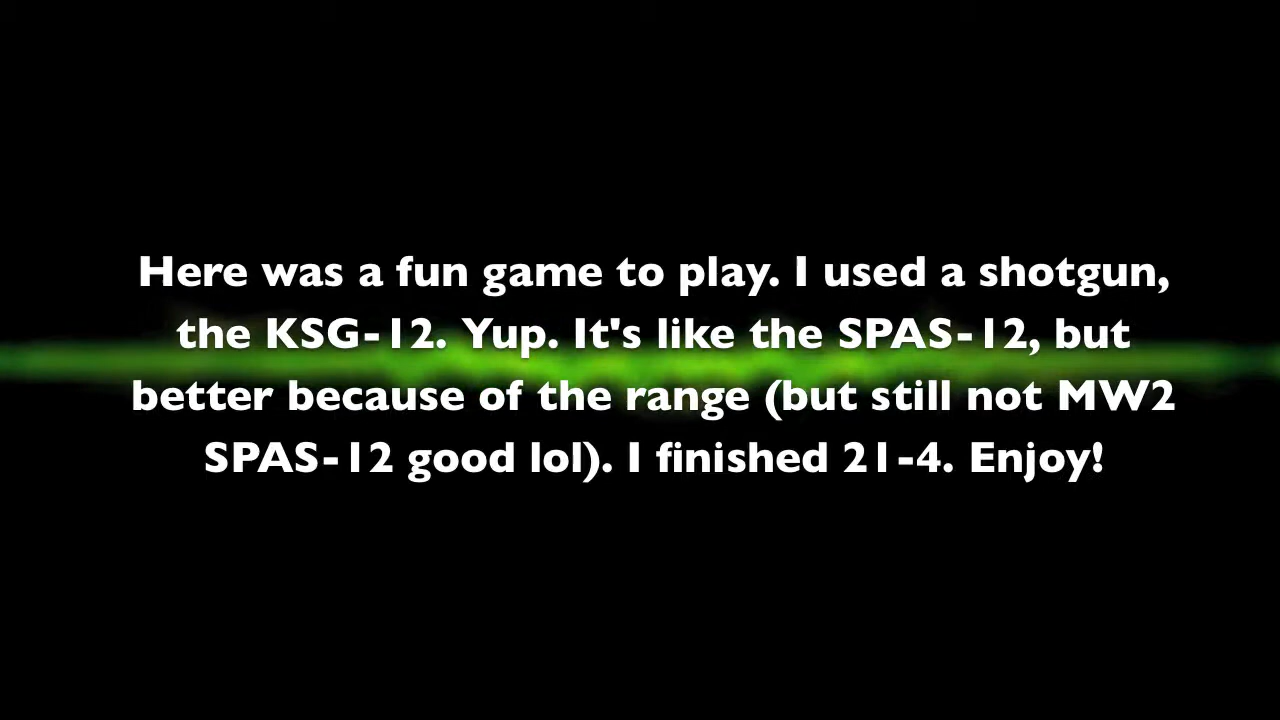 Here was a fun game to play. I used a shotgun,
the KSG-12. Yup. It's like the SPAS-12, but
better because of the range (but still not MW2
SPAS-12 good lol). I finished 21-4. Enjoy!